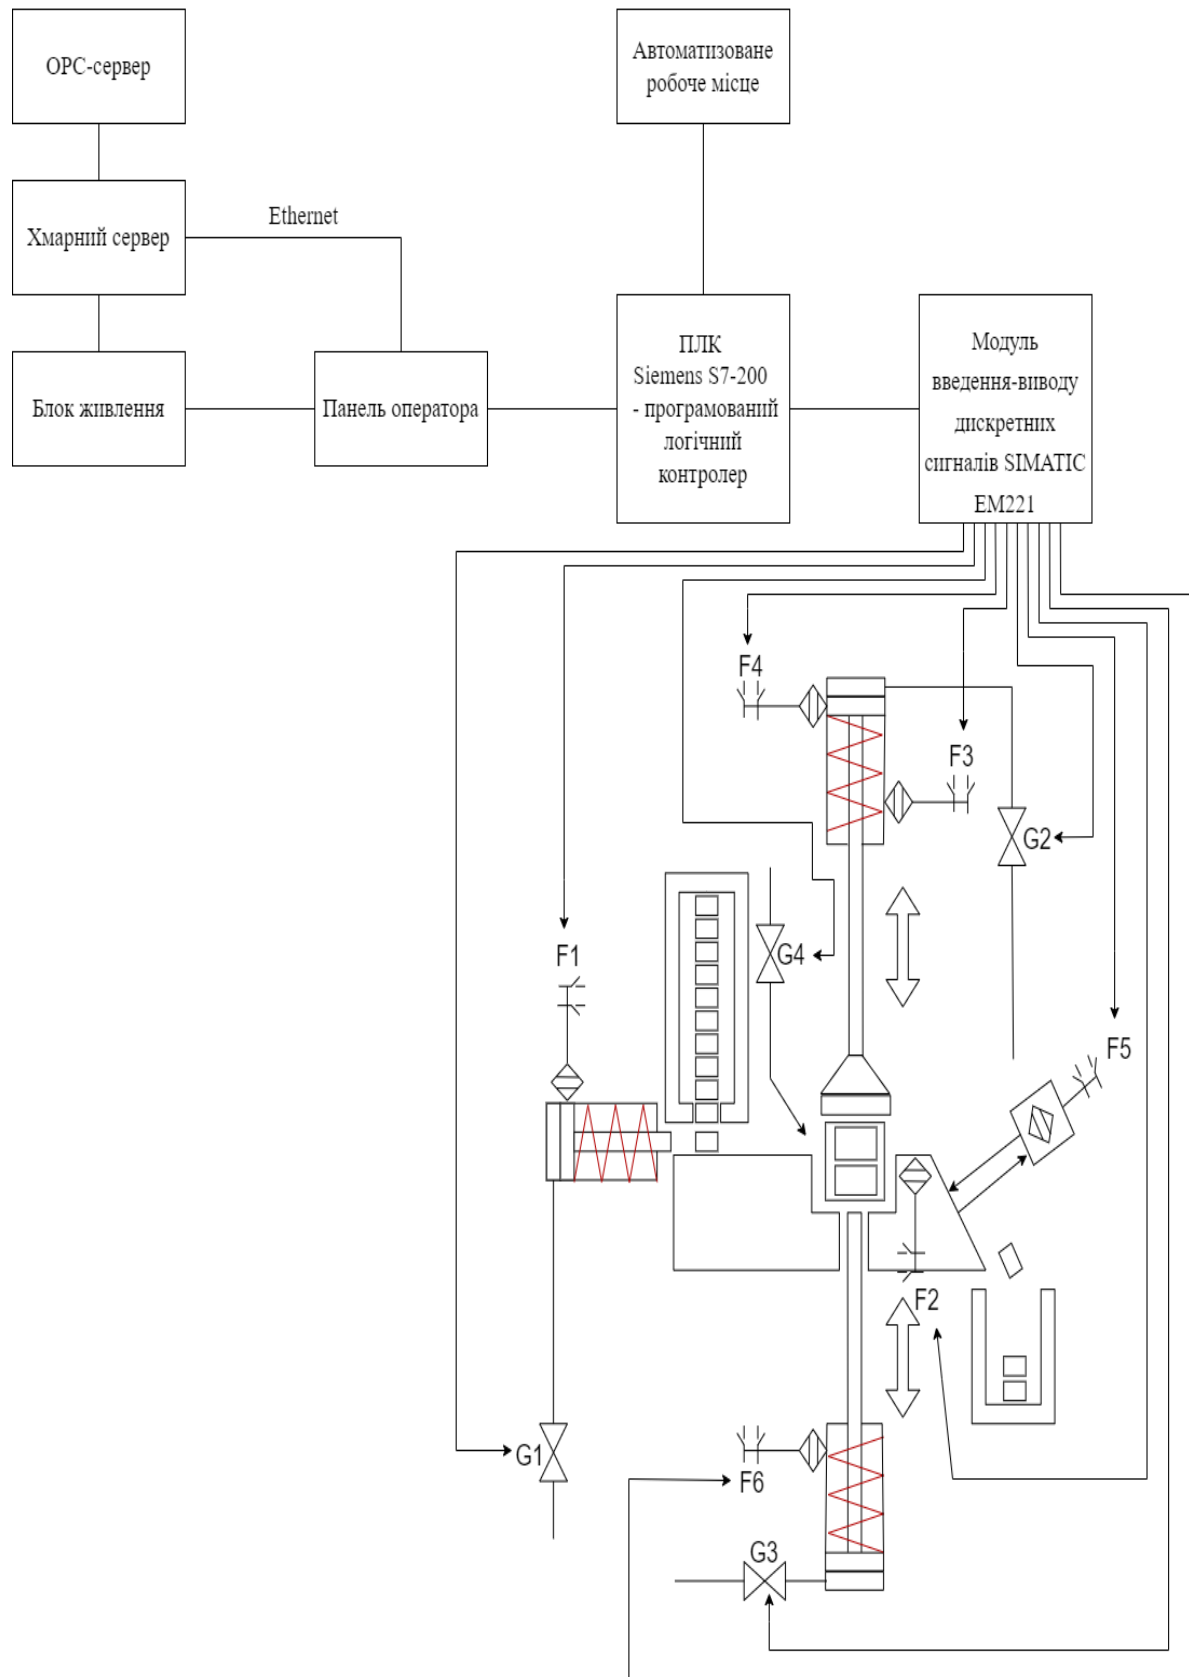 ОРС-сервер
Автоматизоване
робоче місце
Хмарний сервер
Ethernet
Блок живлення
Панель оператора
ПЛК
Siemens S7-200
- програмований
логічний
контролер
Модуль
введення-виводу
дискретних
сигналів SIMATIC
EM221
F4
F3
G2
F1
G4
F5
F2
G1
F6
G3